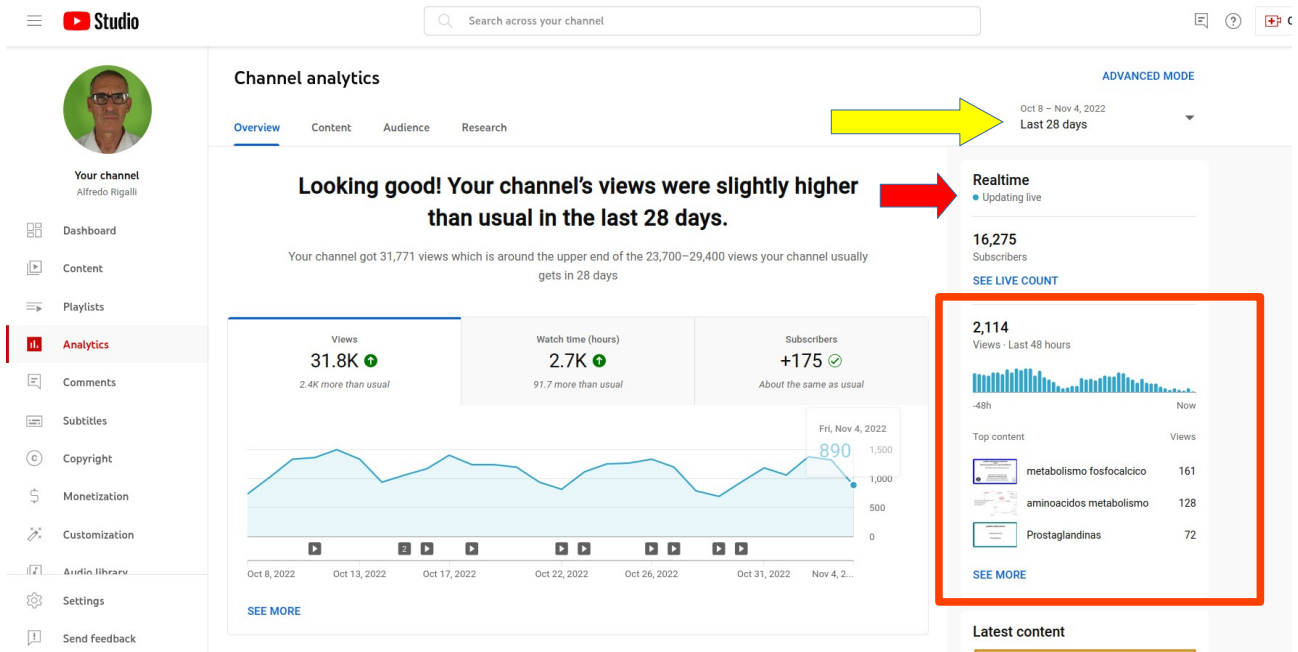 Studio
Search across your channel
Channel analytics
ADVANCED MODE
Oct 8 – Nov 4, 2022
Last 28 days
Overview
Content
Audience
Research
Your channel
Alfredo Rigalli
Dashboard
Content
Playlists
Analytics
Comments
Subtitles
Copyright
Monetization
Customization
Audio library
Settings
Send feedback
Looking good! Your channel's views were slightly higher
than usual in the last 28 days.
Your channel got 31,771 views which is around the upper end of the 23,700–29,400 views your channel usually
gets in 28 days
Views
31.8K
2.4K more than usual
Watch time (hours)
2.7K
91.7 more than usual
Subscribers
+175
About the same as usual
Fri, Nov 4, 2022
890
1,500
1,000
500
0
2
Oct 8, 2022
Oct 13, 2022
Oct 17, 2022
Oct 22, 2022
Oct 26, 2022
Oct 31, 2022
Nov 4, 2...
SEE MORE
Realtime
Updating live
16,275
Subscribers
SEE LIVE COUNT
2,114
Views · Last 48 hours
-48h
Now
Top content
Views
metabolismo fosfocalcico
161
aminoacidos metabolismo
128
Prostaglandinas
72
SEE MORE
Latest content